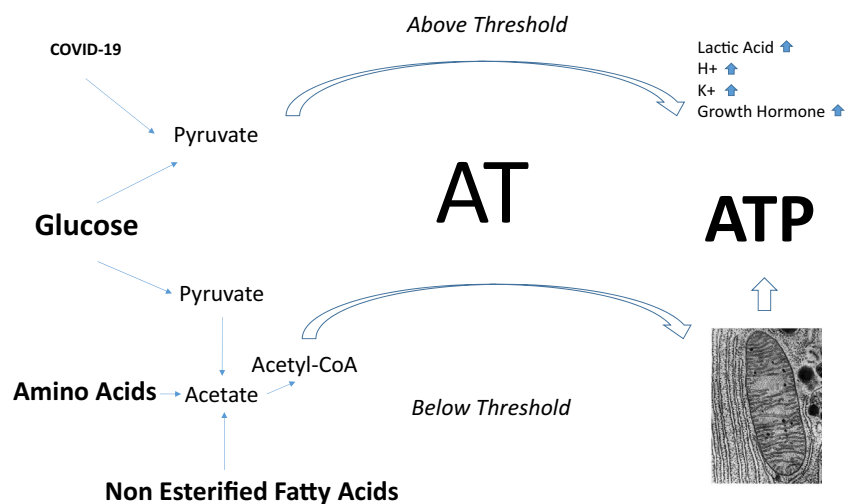 Above Threshold
COVID-19
Lactic Acid
H+
K+
Growth Hormone
Pyruvate
AT
ATP
Glucose
Pyruvate
Acetyl-CoA
Amino Acids
Acetate
Below Threshold
Non Esterified Fatty Acids